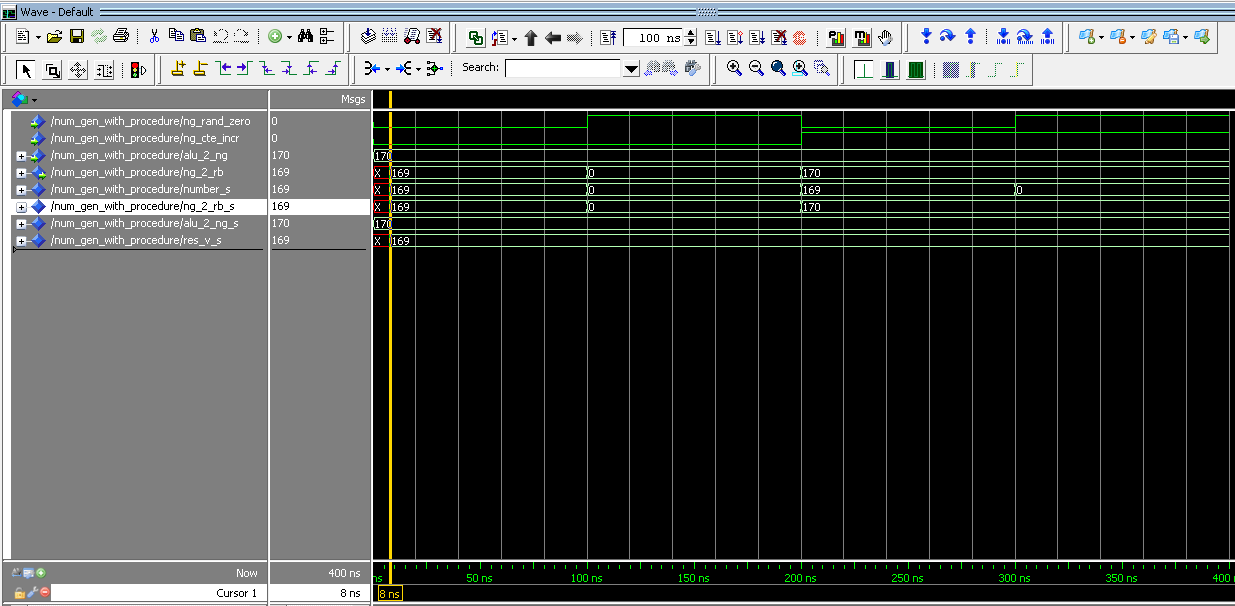 Wave - Default
100 ns
Search:
Msgs
/num_gen_with_procedure/ng_rand_zero 0
/num_gen_with_procedure/ng_cte_incr 0
/num_gen_with_procedure/alu_2_ng 170 170
/num_gen_with_procedure/ng_2_rb 169 X 169 0 170
/num_gen_with_procedure/number_s 169 X 169 0 169 0
/num_gen_with_procedure/ng_2_rb_s 169 X 169 0 170
/num_gen_with_procedure/alu_2_ng_s 170 170
/num_gen_with_procedure/res_v_s 169 X 169
Now 400 ns ns 50 ns 100 ns 150 ns 200 ns 250 ns 300 ns 350 ns 400
Cursor 1 8 ns 8 ns